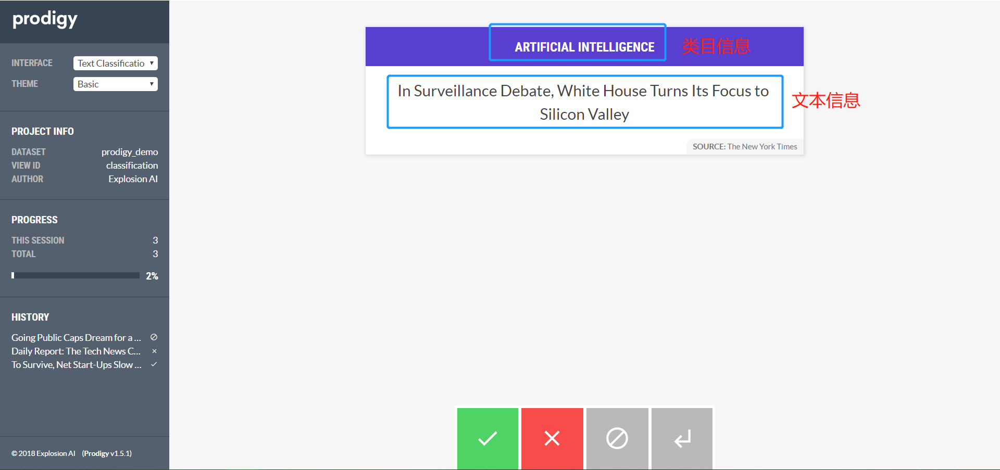 prodigy
INTERFACE Text Classificatio
THEME Basic
PROJECT INFO
DATASET prodigy_demo
VIEW ID classification
AUTHOR Explosion AI
PROGRESS
THIS SESSION 3
TOTAL 3
2%
HISTORY
Going Public Caps Dream for a ...
Daily Report: The Tech News C...
To Survive, Net Start-Ups Slow ...
© 2018 Explosion AI (Prodigy v1.5.1)
ARTIFICIAL INTELLIGENCE 类目信息
In Surveillance Debate, White House Turns Its Focus to
Silicon Valley
文本信息
SOURCE: The New York Times